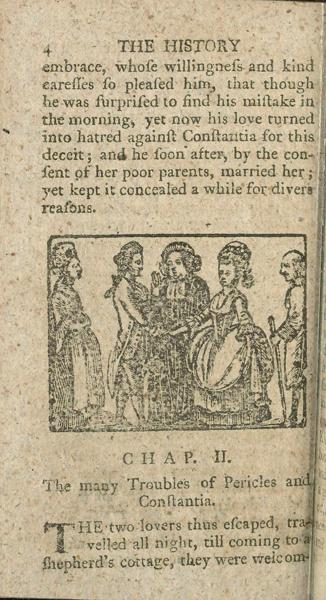 4 THE HISTORY
embrace, whoſe willingneſs and kind
careſſes ſo pleaſed him, that though
he was ſurpriſed to find his miſtake in
the morning, yet now his love turned
into hatred againſt Conſtantia for this
deceit; and he ſoon after, by the con-
ſent of her poor parents, married her;
yet kept it concealed a while for divers
reaſons.
CHAP. II.
The many Troubles of Pericles and
Conſtantia.
THE two lovers thus eſcaped, tra-
velled all night, till coming to a
ſhepherd's cottage, they were welcom-